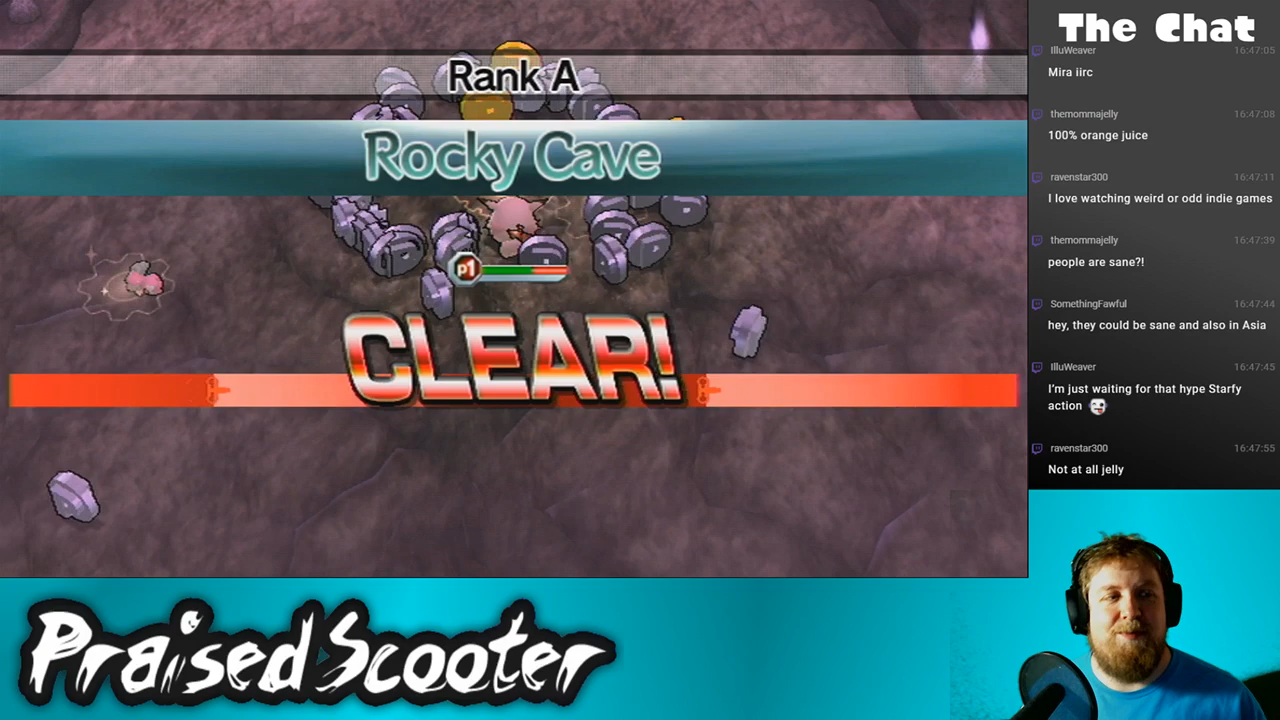 Rank A
Rocky Cave
p1
CLEAR!
The Chat
IlluWeaver 16:47:05
Mira iirc
themommajelly 16:47:08
100% orange juice
ravenstar300 16:47:11
I love watching weird or odd indie games
themommajelly 16:47:39
people are sane?!
SomethingFawful 16:47:44
hey, they could be sane and also in Asia
IlluWeaver 16:47:45
I'm just waiting for that hype Starfy
action
ravenstar300 16:47:55
Not at all jelly
PraisedScooter